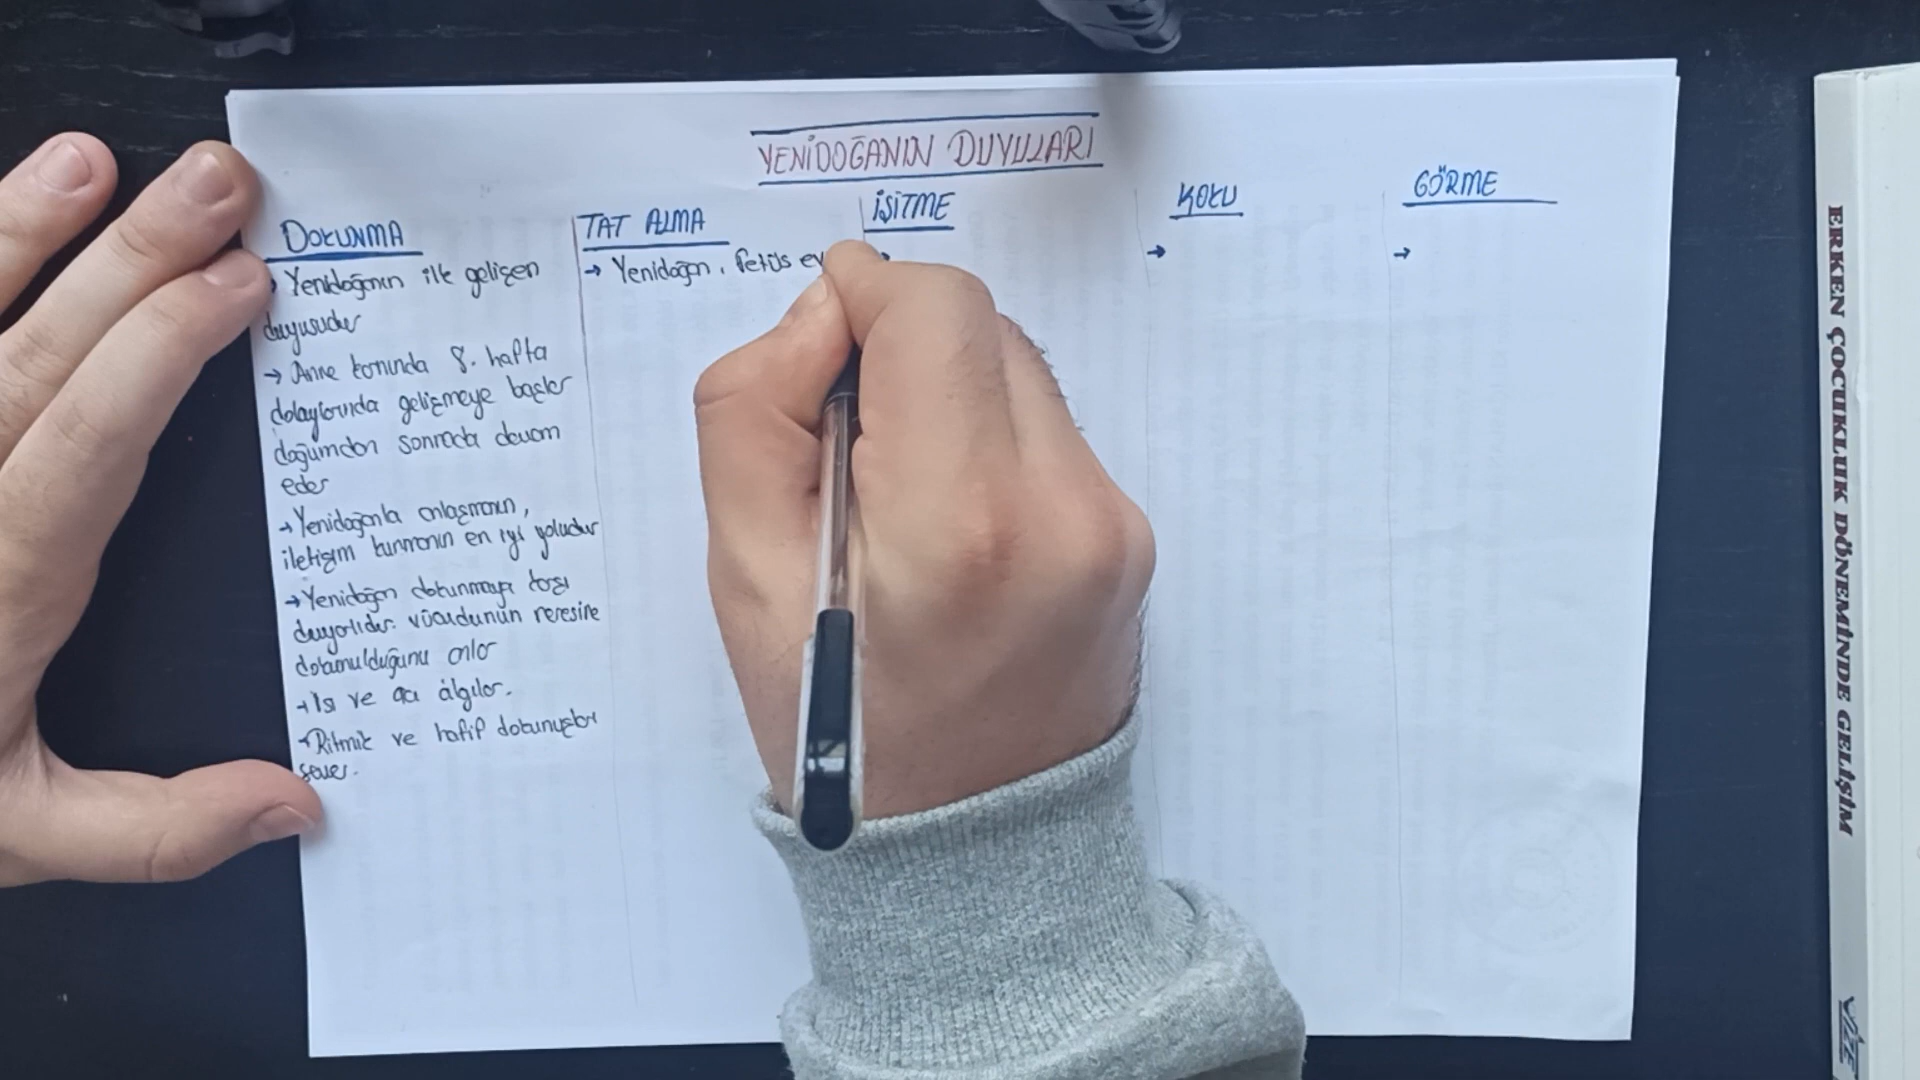 YENİDOĞANIN DUYULARI
DOKUNMA
→ Yenidoğanın ilk gelişen
duyusudur
→ Anne karnında 8. hafta
dolaylarında gelişmeye başlar
doğumdan sonrada devam
eder
→ Yenidoğanla anlaşmanın,
iletişim kurmanın en iyi yoludur
→ Yenidoğan dokunmaya karşı
duyarlıdır. vücudunun neresine
dokunulduğunu anlar
→ Isı ve acı algılar.
→ Ritmik ve hafif dokunuşları
sever.
TAT ALMA
→ Yenidoğan, fetüs ev
İŞİTME
KOKU
→
GÖRME
→
ERKEN ÇOCUKLUK DÖNEMİNDE GELİŞİM
VİZE